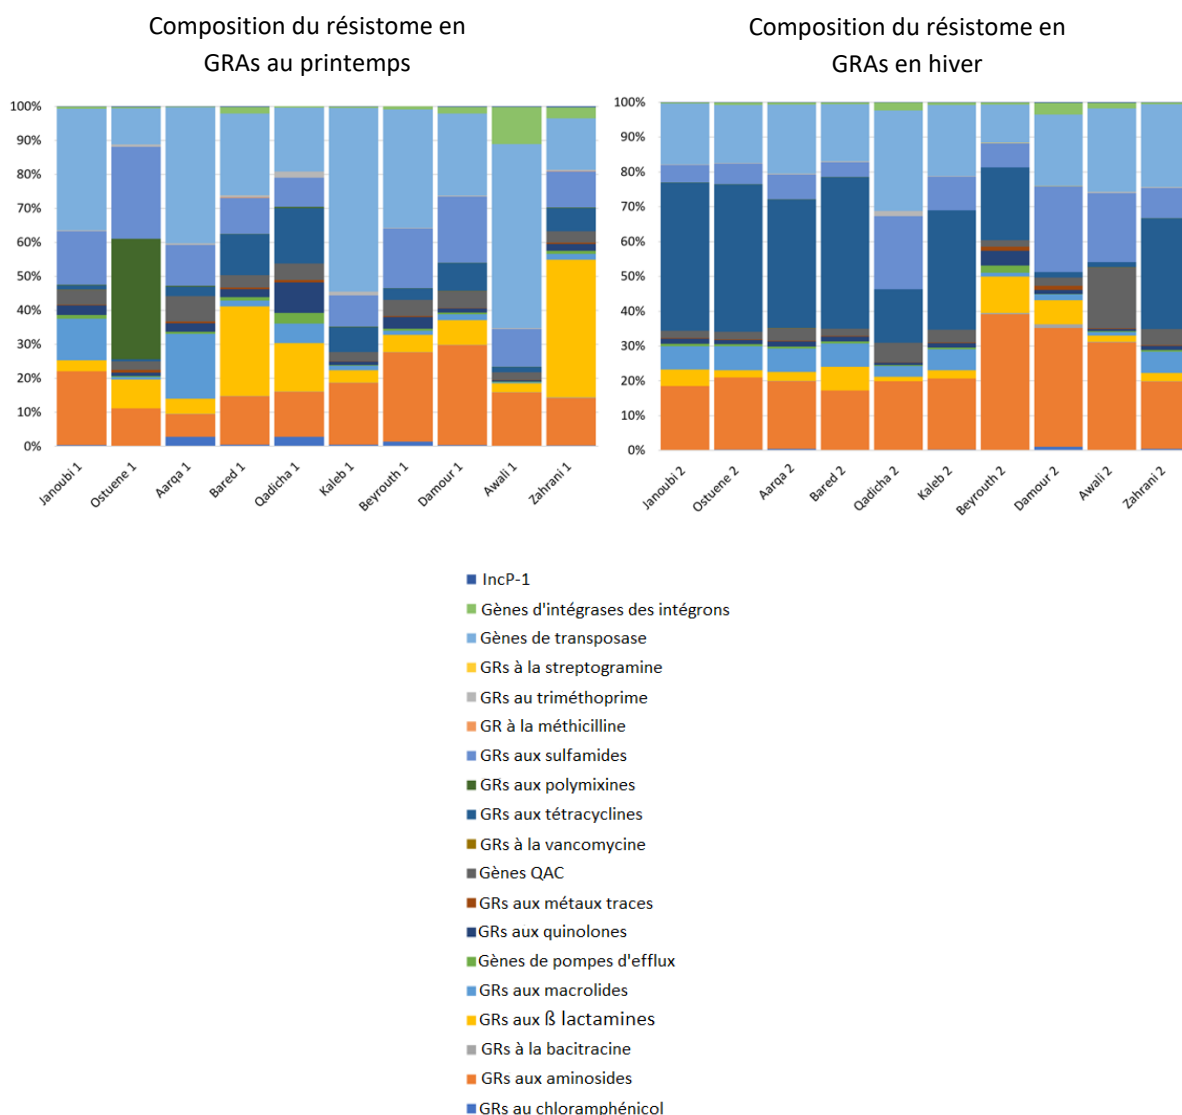 Composition du résistome en
GRAs au printemps
100%
90%
80%
70%
60%
50%
40%
30%
20%
10%
0%
Janoubi 1
Ostuene 1
Aarqa 1
Bared 1
Qadicha 1
Kaleb 1
Beyrouth 1
Damour 1
Awali 1
Zahrani 1
Composition du résistome en
GRAs en hiver
100%
90%
80%
70%
60%
50%
40%
30%
20%
10%
0%
Janoubi 2
Ostuene 2
Aarqa 2
Bared 2
Qadicha 2
Kaleb 2
Beyrouth 2
Damour 2
Awali 2
Zahrani 2
IncP-1
Gènes d'intégrases des intégrons
Gènes de transposase
GRs à la streptogramine
GRs au triméthoprime
GR à la méthicilline
GRs aux sulfamides
GRs aux polymixines
GRs aux tétracyclines
GRs à la vancomycine
Gènes QAC
GRs aux métaux traces
GRs aux quinolones
Gènes de pompes d'efflux
GRs aux macrolides
GRs aux ß lactamines
GRs à la bacitracine
GRs aux aminosides
GRs au chloramphénicol